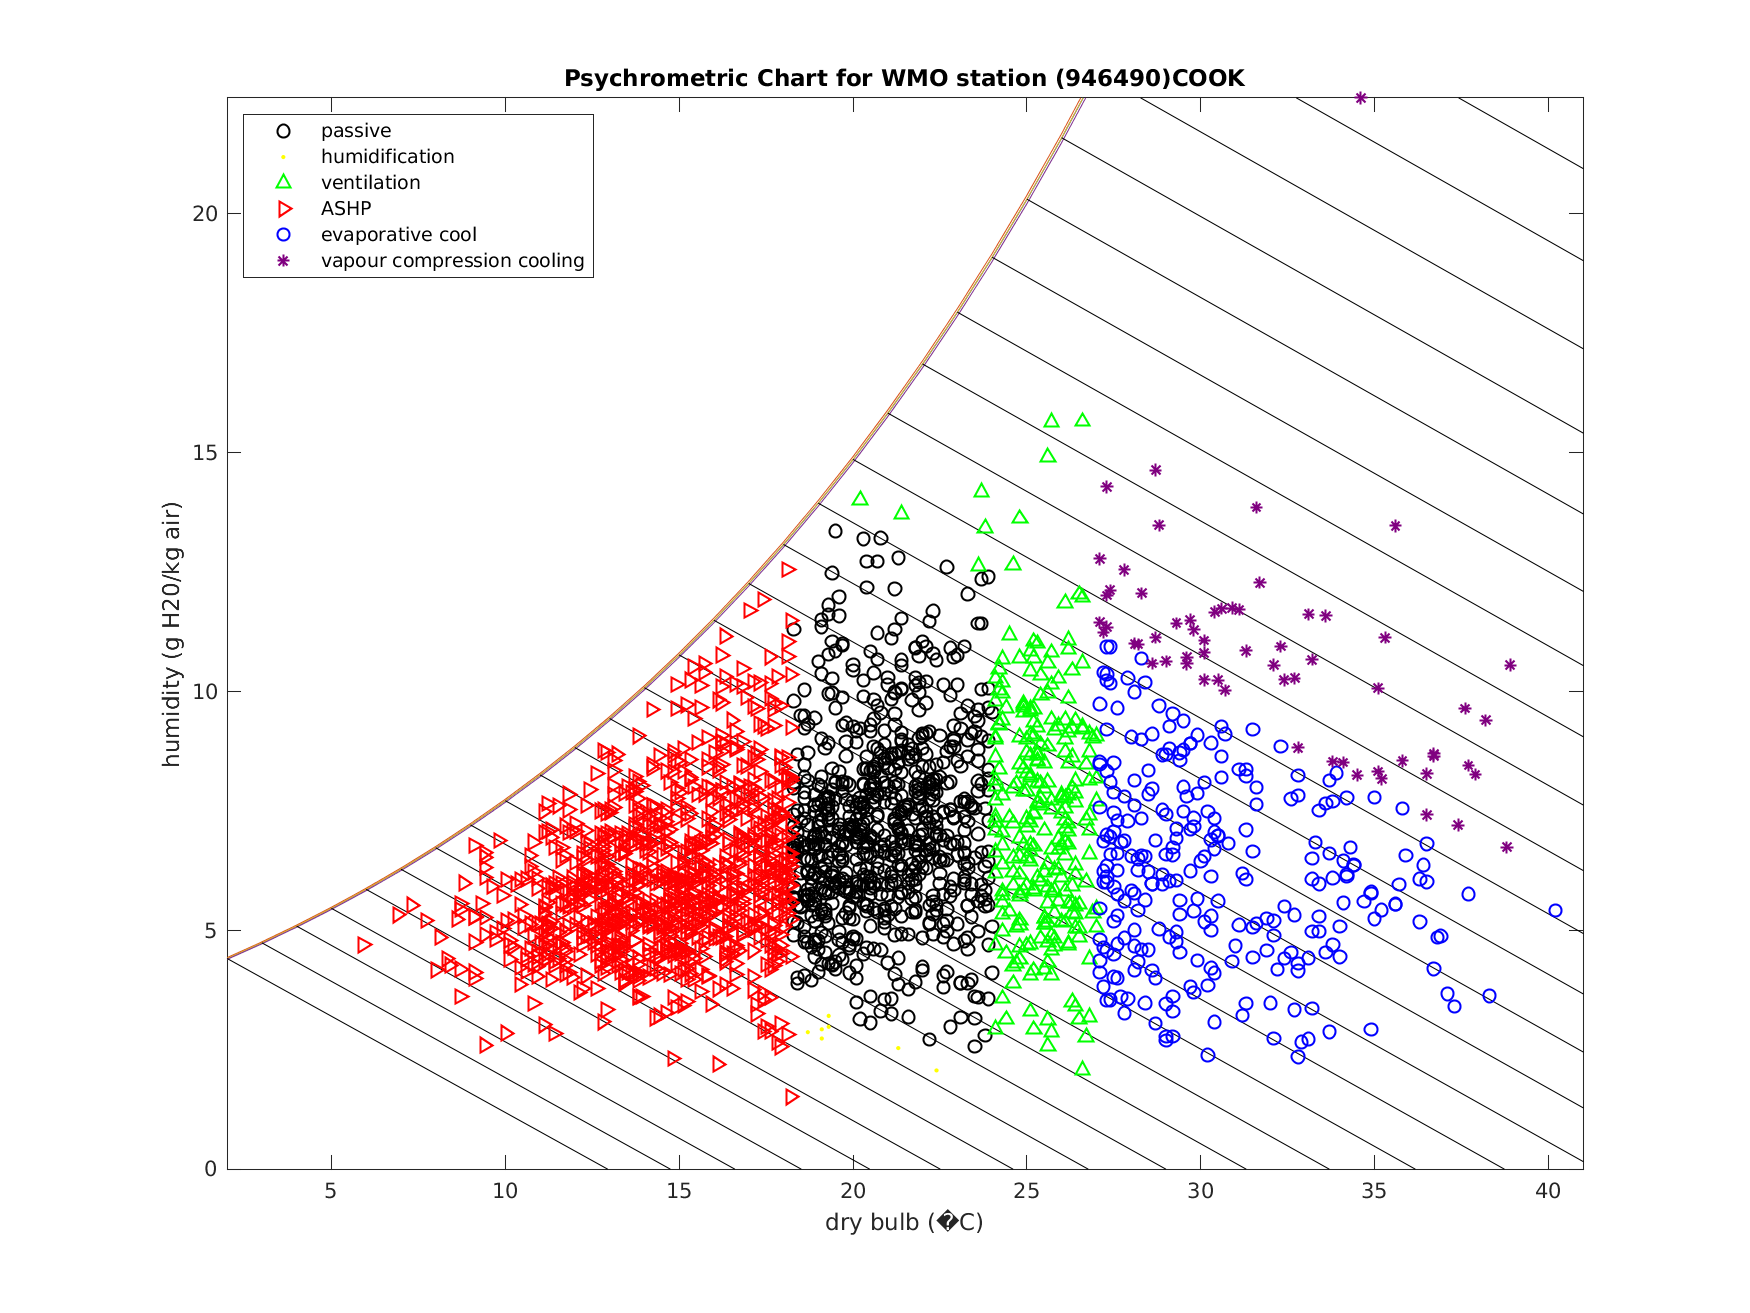 Psychrometric Chart for WMO station (946490)COOK
passive
humidification
ventilation
ASHP
evaporative cool
vapour compression cooling
20
15
10
5
0
humidity (g H20/kg air)
5 10 15 20 25 30 35 40
dry bulb (�C)